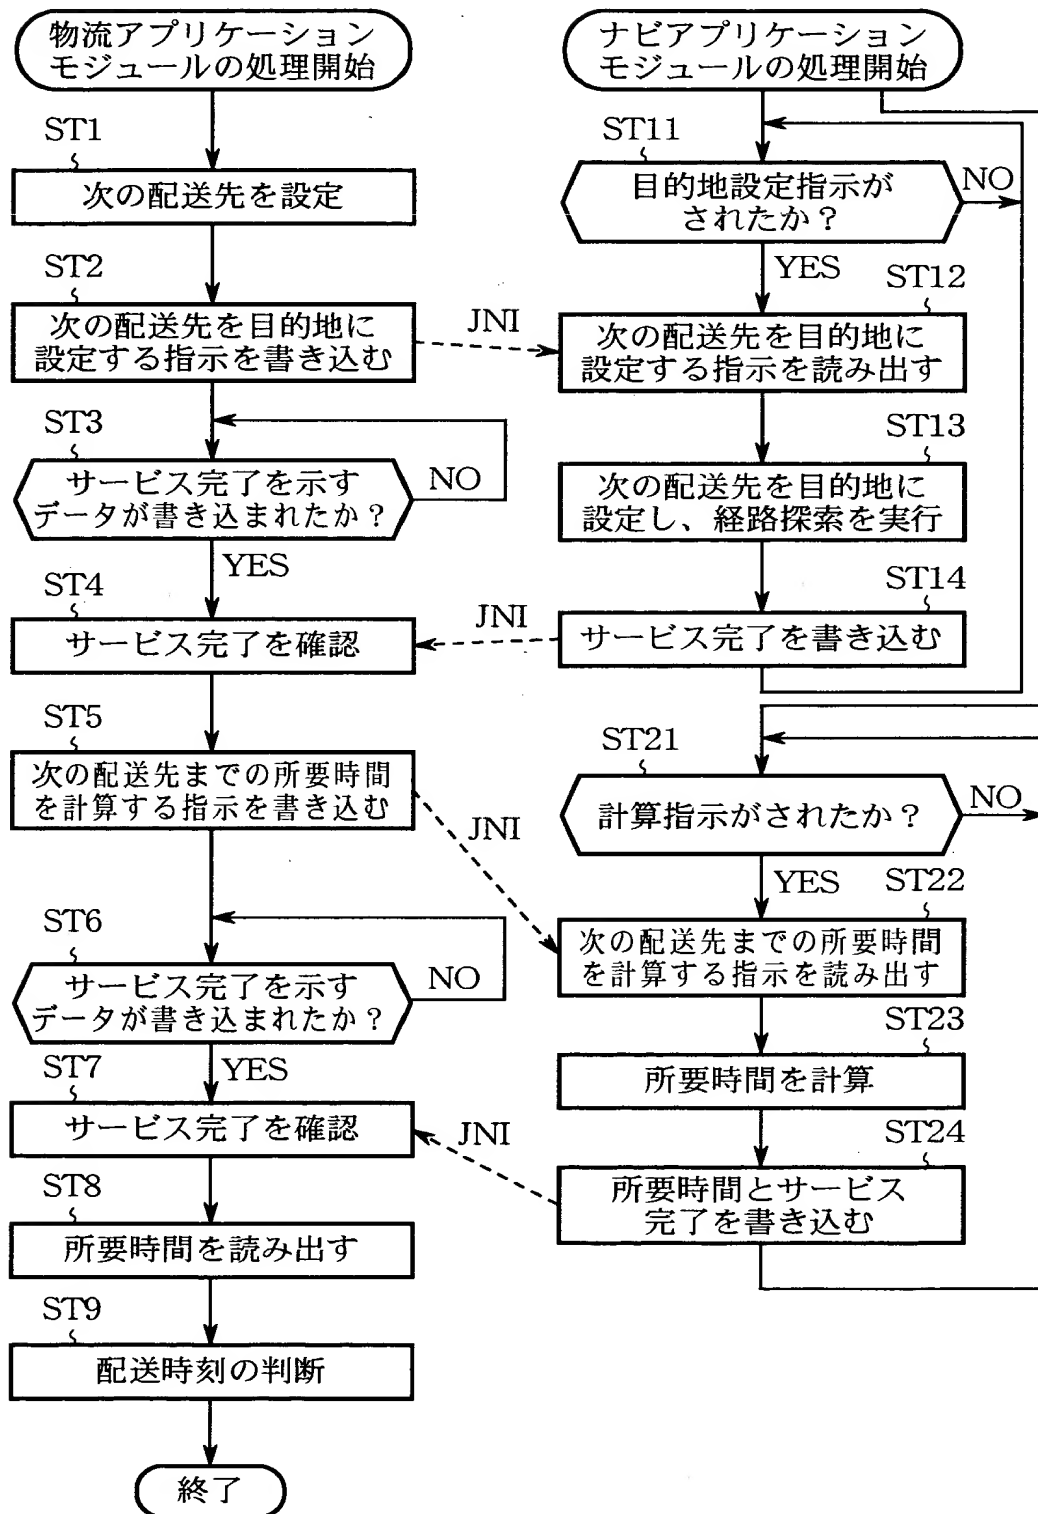 物流アプリケーション
モジュールの処理開始
ST1
次の配送先を設定
ST2
次の配送先を目的地に
設定する指示を書き込む
JNI
ST3
サービス完了を示す
データが書き込まれたか？
NO
YES
ST4
サービス完了を確認
JNI
ST5
次の配送先までの所要時間
を計算する指示を書き込む
JNI
ST6
サービス完了を示す
データが書き込まれたか？
NO
YES
ST7
サービス完了を確認
JNI
ST8
所要時間を読み出す
ST9
配送時刻の判断
終了
ナビアプリケーション
モジュールの処理開始
ST11
目的地設定指示が
されたか？
NO
YES
ST12
次の配送先を目的地に
設定する指示を読み出す
ST13
次の配送先を目的地に
設定し、経路探索を実行
ST14
サービス完了を書き込む
ST21
計算指示がされたか？
NO
YES
ST22
次の配送先までの所要時間
を計算する指示を読み出す
ST23
所要時間を計算
ST24
所要時間とサービス
完了を書き込む